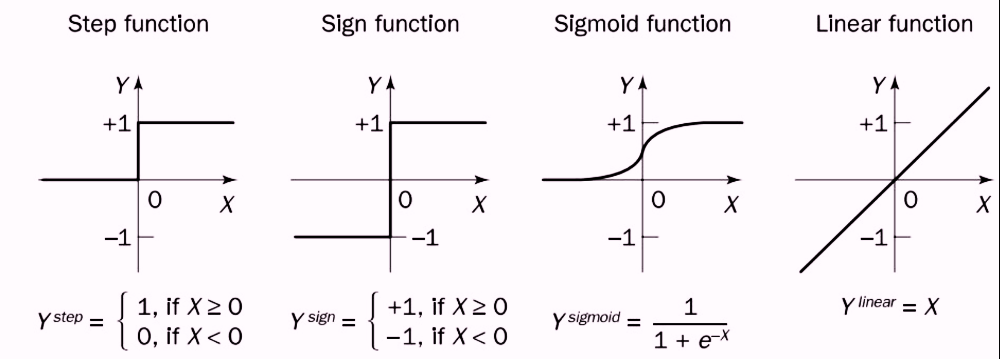 Step function
Y
+1
0
X
−1
Y step = { 1, if X ≥ 0
0, if X < 0
Sign function
Y
+1
0
X
−1
Y sign = { +1, if X ≥ 0
−1, if X < 0
Sigmoid function
Y
+1
0
X
−1
Y sigmoid = 1
1 + e−X
Linear function
Y
+1
0
X
−1
Y linear = X